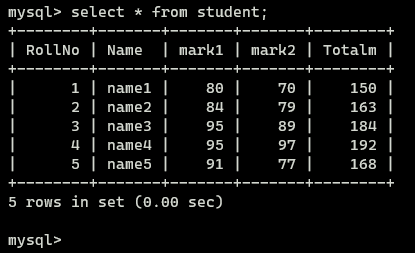 mysql> select * from student;
+--------+-------+-------+-------+--------+
| RollNo | Name  | mark1 | mark2 | Totalm |
+--------+-------+-------+-------+--------+
|      1 | name1 |    80 |    70 |    150 |
|      2 | name2 |    84 |    79 |    163 |
|      3 | name3 |    95 |    89 |    184 |
|      4 | name4 |    95 |    97 |    192 |
|      5 | name5 |    91 |    77 |    168 |
+--------+-------+-------+-------+--------+
5 rows in set (0.00 sec)
mysql>